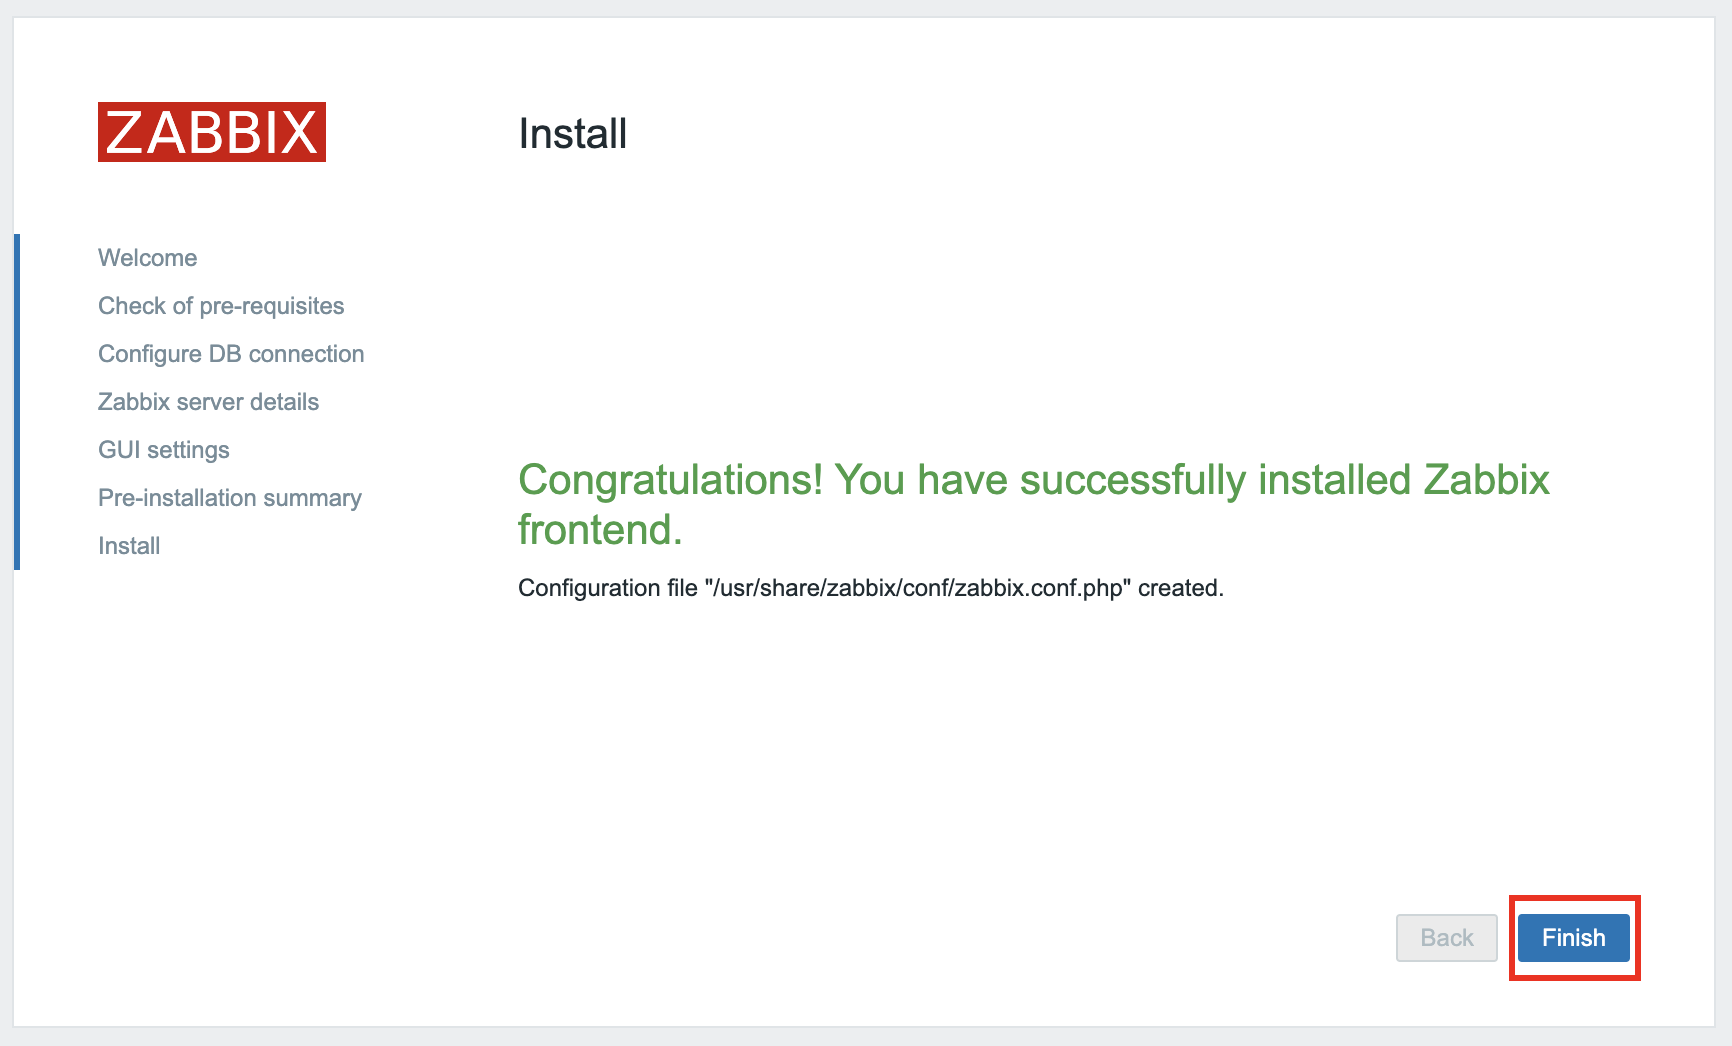 ZABBIX
Install
Welcome
Check of pre-requisites
Configure DB connection
Zabbix server details
GUI settings
Pre-installation summary
Install
Congratulations! You have successfully installed Zabbix
frontend.
Configuration file "/usr/share/zabbix/conf/zabbix.conf.php" created.
Back
Finish